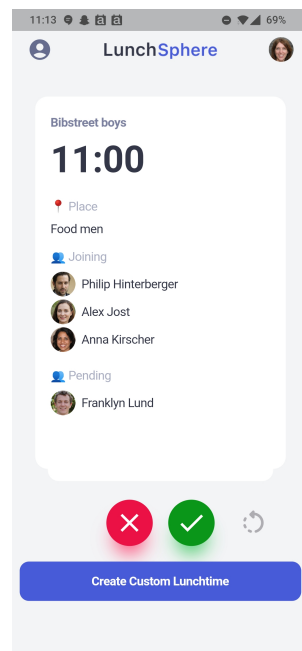 11:13 69%
LunchSphere
Bibstreet boys
11:00
Place
Food men
Joining
Philip Hinterberger
Alex Jost
Anna Kirscher
Pending
Franklyn Lund
Create Custom Lunchtime